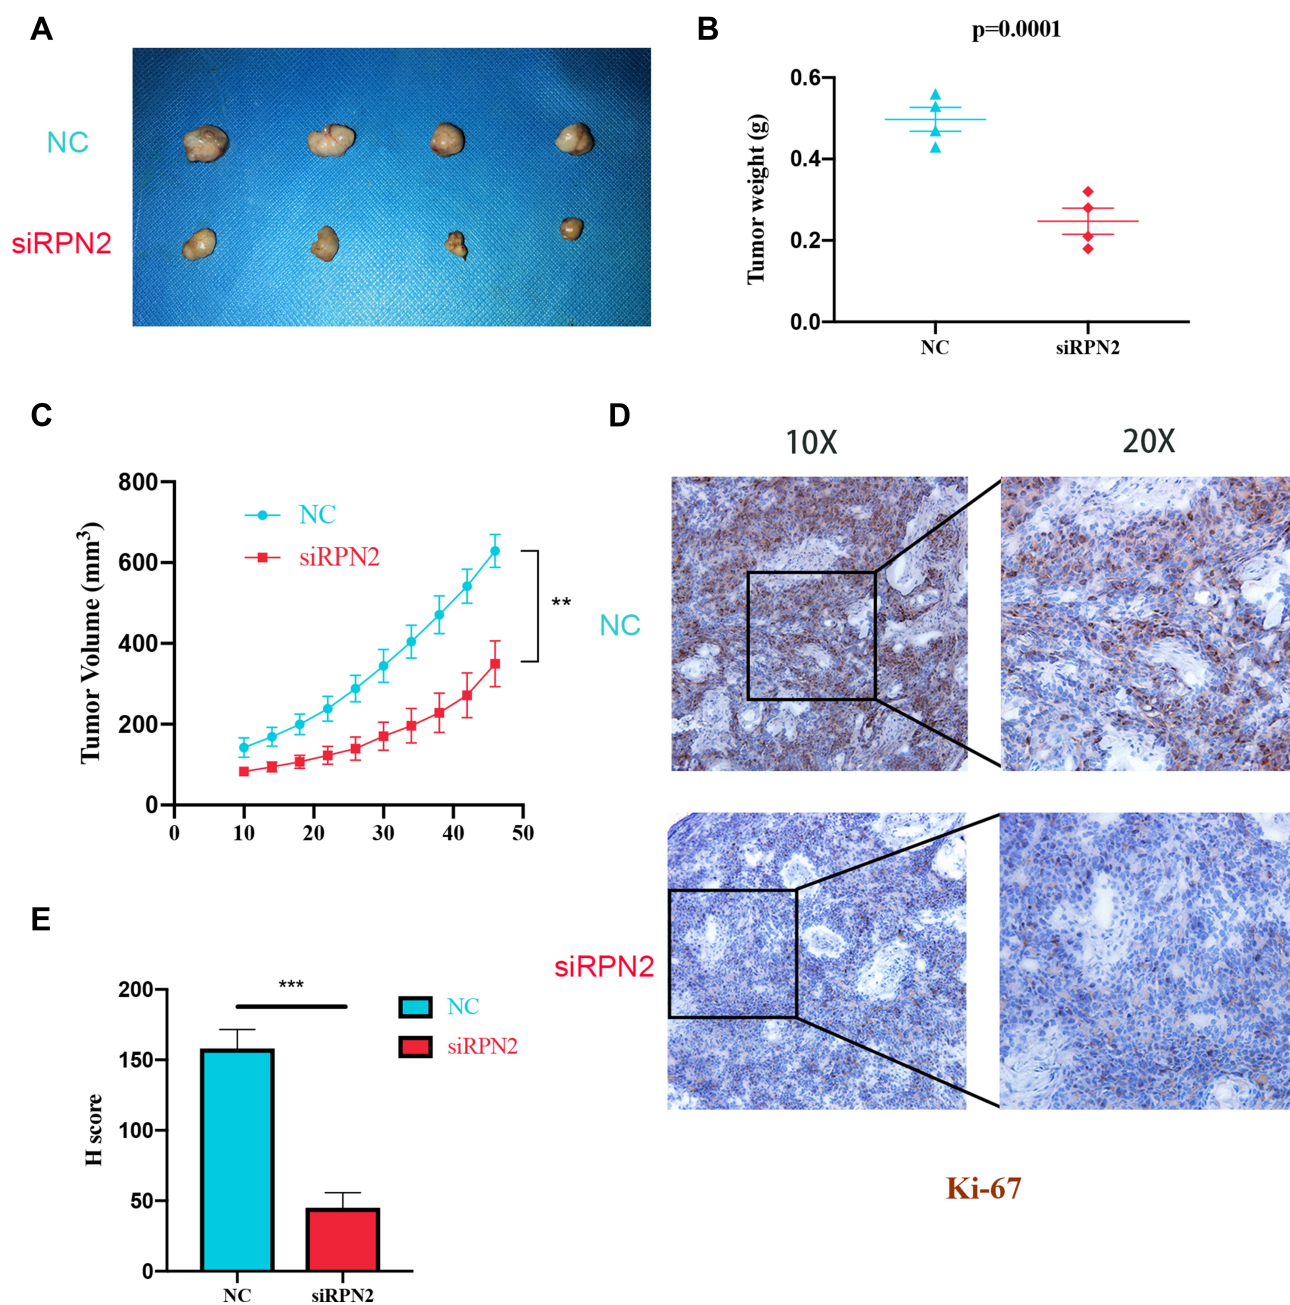 A
NC
siRPN2
B
p=0.0001
Tumor weight (g)
0.6
0.4
0.2
0.0
NC
siRPN2
C
Tumor Volume (mm³)
800
600
400
200
0
0 10 20 30 40 50
NC
siRPN2
**
D
10X 20X
NC
siRPN2
Ki-67
E
H score
200
150
100
50
0
***
NC
siRPN2
NC siRPN2